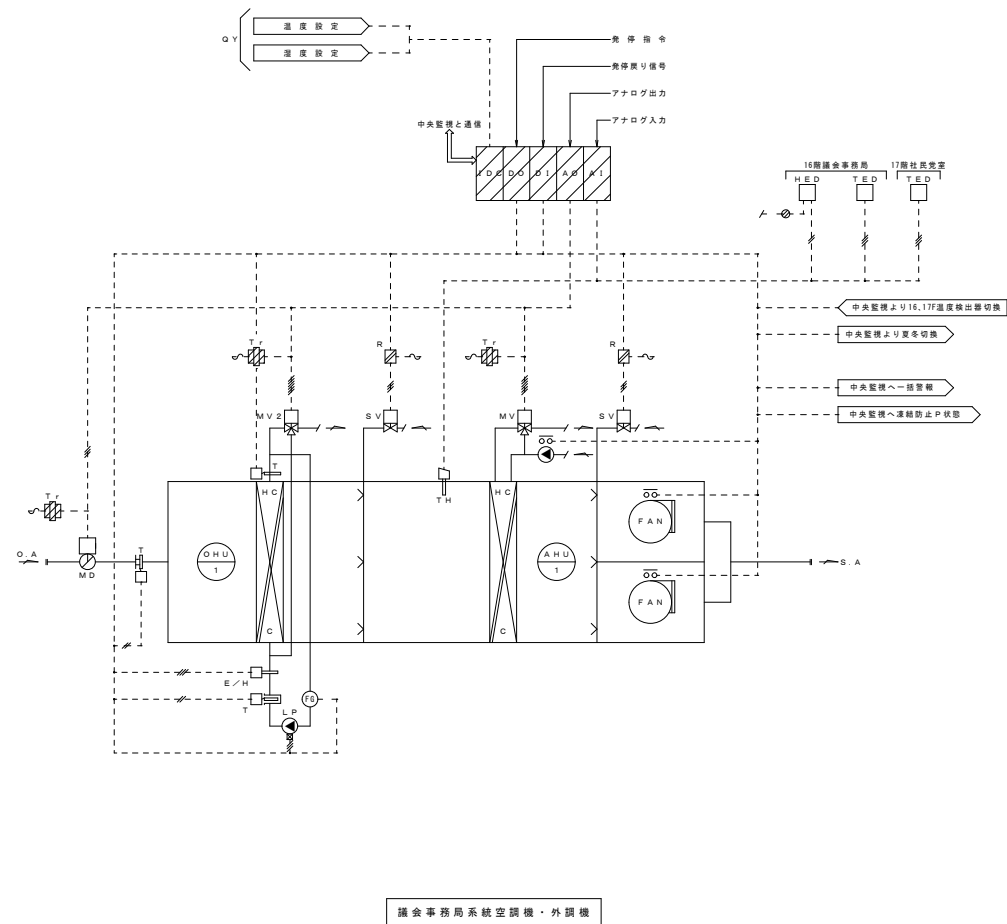 QY
温度設定
湿度設定
発停指令
発停戻り信号
アナログ出力
アナログ入力
中央監視と通信
IDC DO DI AO AI
16階議会事務局 17階社民党室
HED TED TED
中央監視より16,17F温度検出器切換
中央監視より夏冬切換
中央監視へ一括警報
中央監視へ凍結防止P状態
Tr R Tr R
MV2 SV MV SV
T
TH
HC HC
Tr
O.A
MD
T
OHU
1
AHU
1
FAN
FAN
S.A
C C
E/H
T
FG
LP
議会事務局系統空調機・外調機